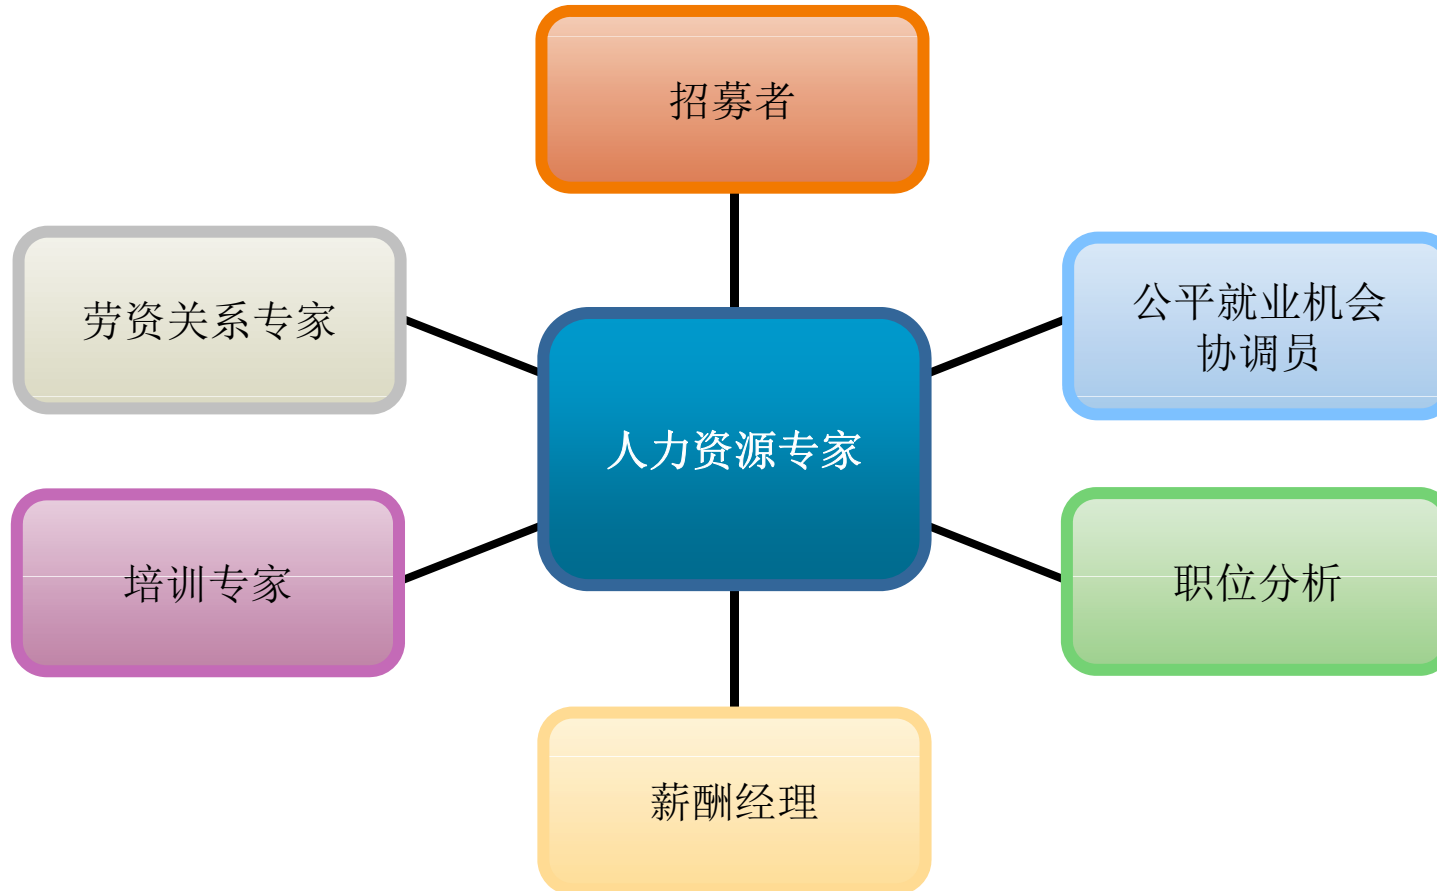 招募者
劳资关系专家
公平就业机会
协调员
人力资源专家
培训专家
职位分析
薪酬经理